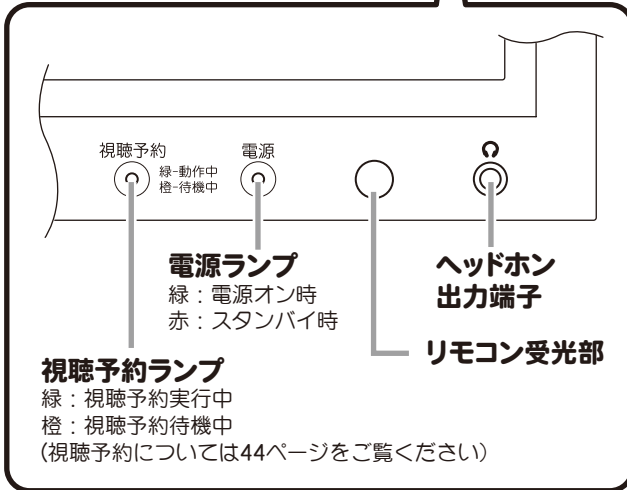 視聴予約
緑-動作中
橙-待機中
電源
電源ランプ
緑：電源オン時
赤：スタンバイ時
ヘッドホン
出力端子
リモコン受光部
視聴予約ランプ
緑：視聴予約実行中
橙：視聴予約待機中
(視聴予約については44ページをご覧ください)